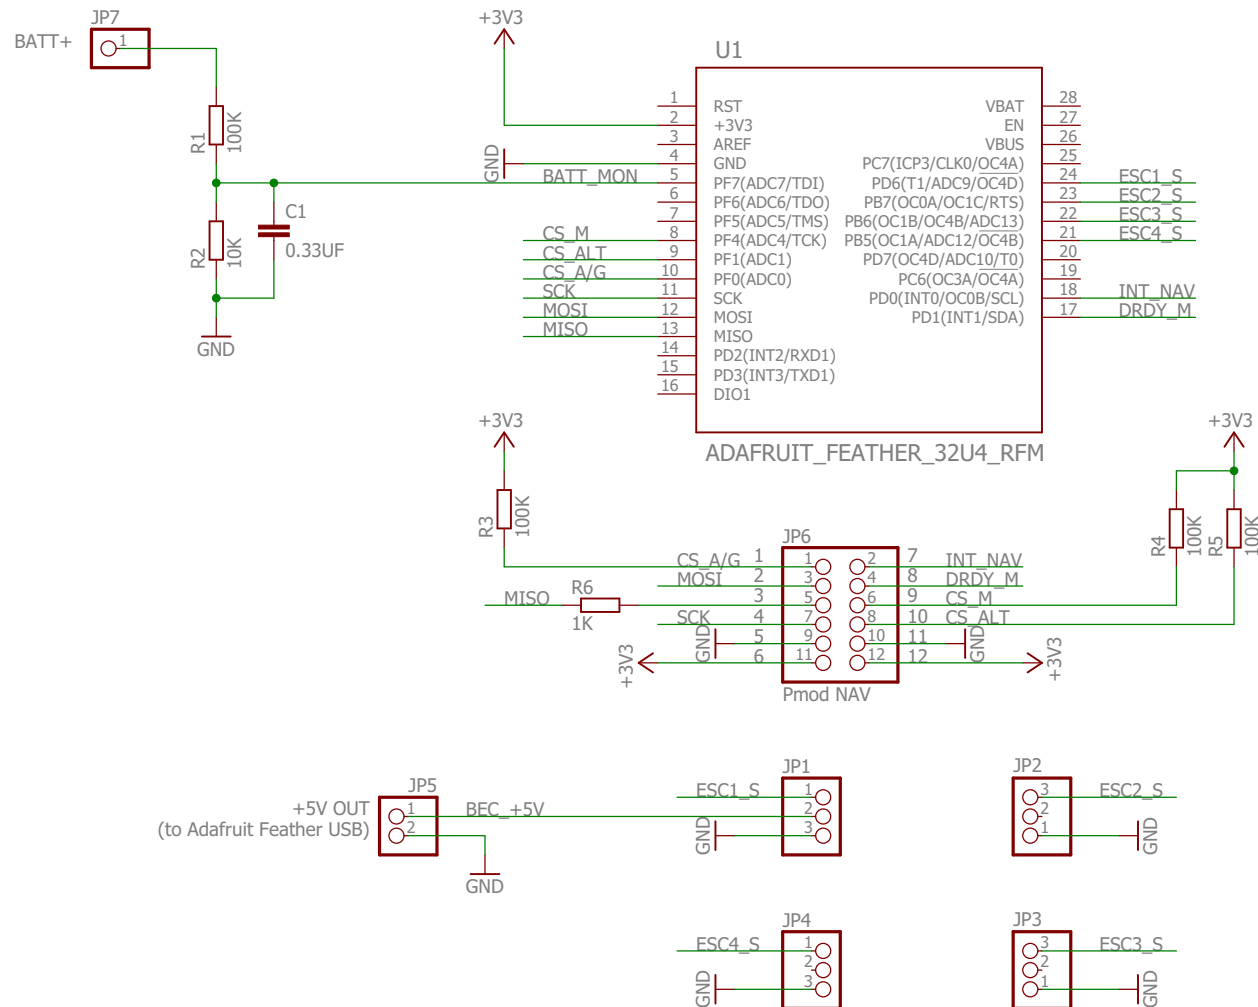 JP7
BATT+
1
+3V3
U1
R1
100K
R2
10K
C1
0.33UF
GND
GND
BATT_MON
CS_M
CS_ALT
CS_A/G
SCK
MOSI
MISO
1 RST
2 +3V3
3 AREF
4 GND
5 PF7(ADC7/TDI)
6 PF6(ADC6/TDO)
7 PF5(ADC5/TMS)
8 PF4(ADC4/TCK)
9 PF1(ADC1)
10 PF0(ADC0)
11 SCK
12 MOSI
13 MISO
14 PD2(INT2/RXD1)
15 PD3(INT3/TXD1)
16 DIO1
VBAT 28
EN 27
VBUS 26
PC7(ICP3/CLK0/OC4A) 25
PD6(T1/ADC9/OC4D) 24 ESC1_S
PB7(OC0A/OC1C/RTS) 23 ESC2_S
PB6(OC1B/OC4B/ADC13) 22 ESC3_S
PB5(OC1A/ADC12/OC4B) 21 ESC4_S
PD7(OC4D/ADC10/T0) 20
PC6(OC3A/OC4A) 19
PD0(INT0/OC0B/SCL) 18 INT_NAV
PD1(INT1/SDA) 17 DRDY_M
ADAFRUIT_FEATHER_32U4_RFM
+3V3
R3
100K
+3V3
R4
100K
R5
100K
JP6
CS_A/G 1 1 2 7 INT_NAV
MOSI 2 3 4 8 DRDY_M
MISO R6 1K 3 5 6 9 CS_M
SCK 4 7 8 10 CS_ALT
GND 5 9 10 11 GND
+3V3 6 11 12 12 +3V3
Pmod NAV
JP5
+5V OUT
(to Adafruit Feather USB)
1
2
BEC_+5V
GND
JP1
ESC1_S 1
2
GND 3
JP2
3 ESC2_S
2
1 GND
JP4
ESC4_S 1
2
GND 3
JP3
3 ESC3_S
2
1 GND